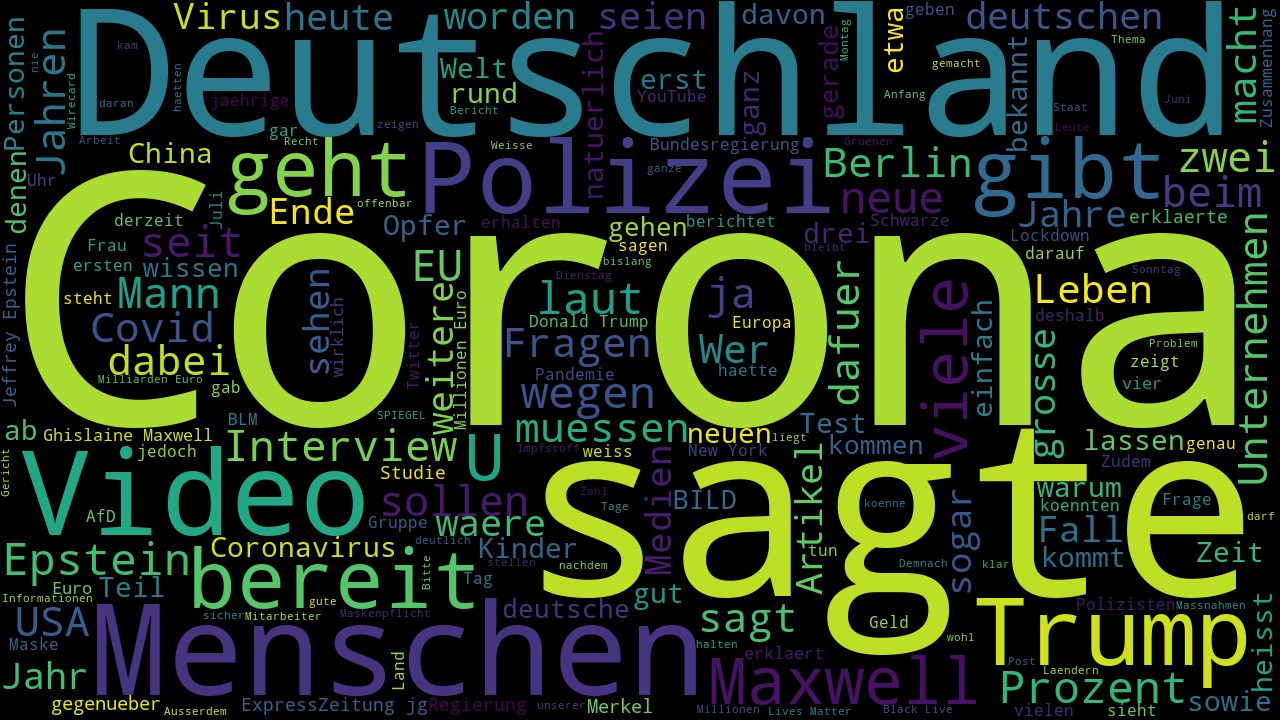 Virus
heute
worden
seien
davon
etwa
geben
deutschen
macht
Zusammenhang
Personen
nie
Jahren
kam
Deutschland
Thema
Montag
gerade
natuerlich
Welt
erst
ganz
bekannt
gemacht
Wirecard
daran
haetten
jaehrige
rund
YouTube
Anfang
Staat
Juni
Bericht
zeigen
Leute
Arbeit
gar
Recht
Weisse
Bundesregierung
Gruenen
denen
China
geht
Polizei
ganze
Berlin
gibt
zwei
Uhr
neue
beim
Juli
Ende
offenbar
Opfer
erhalten
gehen
berichtet
drei
Schwarze
Jahre
erklaerte
derzeit
seit
sagen
Lockdown
Frau
bislang
bleibt
darauf
ersten
wissen
EU
Dienstag
Sonntag
Jeffrey Epstein
steht
Mann
sehen
wirklich
laut
ja
dafuer
viele
Leben
Unternehmen
Corona
Covid
Donald Trump
Europa
deshalb
Twitter
weitere
Millionen Euro
Fragen
Wer
einfach
grosse
Problem
dabei
haette
zeigt
Milliarden Euro
gab
Pandemie
wegen
vier
BLM
SPIEGEL
muessen
Test
ab
Ghislaine Maxwell
Interview
U
neuen
liegt
kommen
lassen
genau
Gericht
jedoch
Impfstoff
weiss
New York
Zudem
Video
Studie
sagte
Medien
Artikel
sogar
warum
sollen
Zahl
BILD
koenne
Frage
AfD
Gruppe
waere
Tage
koennten
darf
Coronavirus
deutlich
Kinder
tun
Fall
Zeit
Epstein
bereit
Bitte
stellen
nachdem
Demnach
klar
kommt
Euro
Teil
Tag
gut
Informationen
gute
deutsche
Polizisten
Massnahmen
heisst
USA
Menschen
sicher
Mitarbeiter
Maskenpflicht
sagt
Geld
Trump
Maske
halten
wohl
Jahr
Land
erklaert
Post
Laendern
Maxwell
Prozent
sowie
gegenueber
Ausserdem
ExpressZeitung
jg
Regierung
unserer
Merkel
Millionen
Lives Matter
Black Live
vielen
sieht